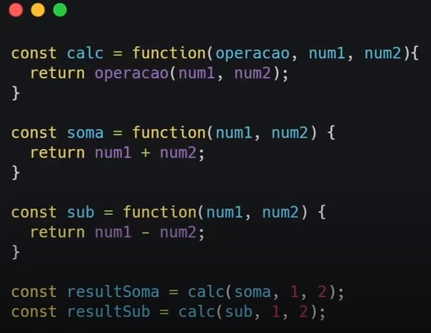 const calc = function(operacao, num1, num2){
  return operacao(num1, num2);
}
const soma = function(num1, num2) {
  return num1 + num2;
}
const sub = function(num1, num2) {
  return num1 - num2;
}
const resultSoma = calc(soma, 1, 2);
const resultSub = calc(sub, 1, 2);